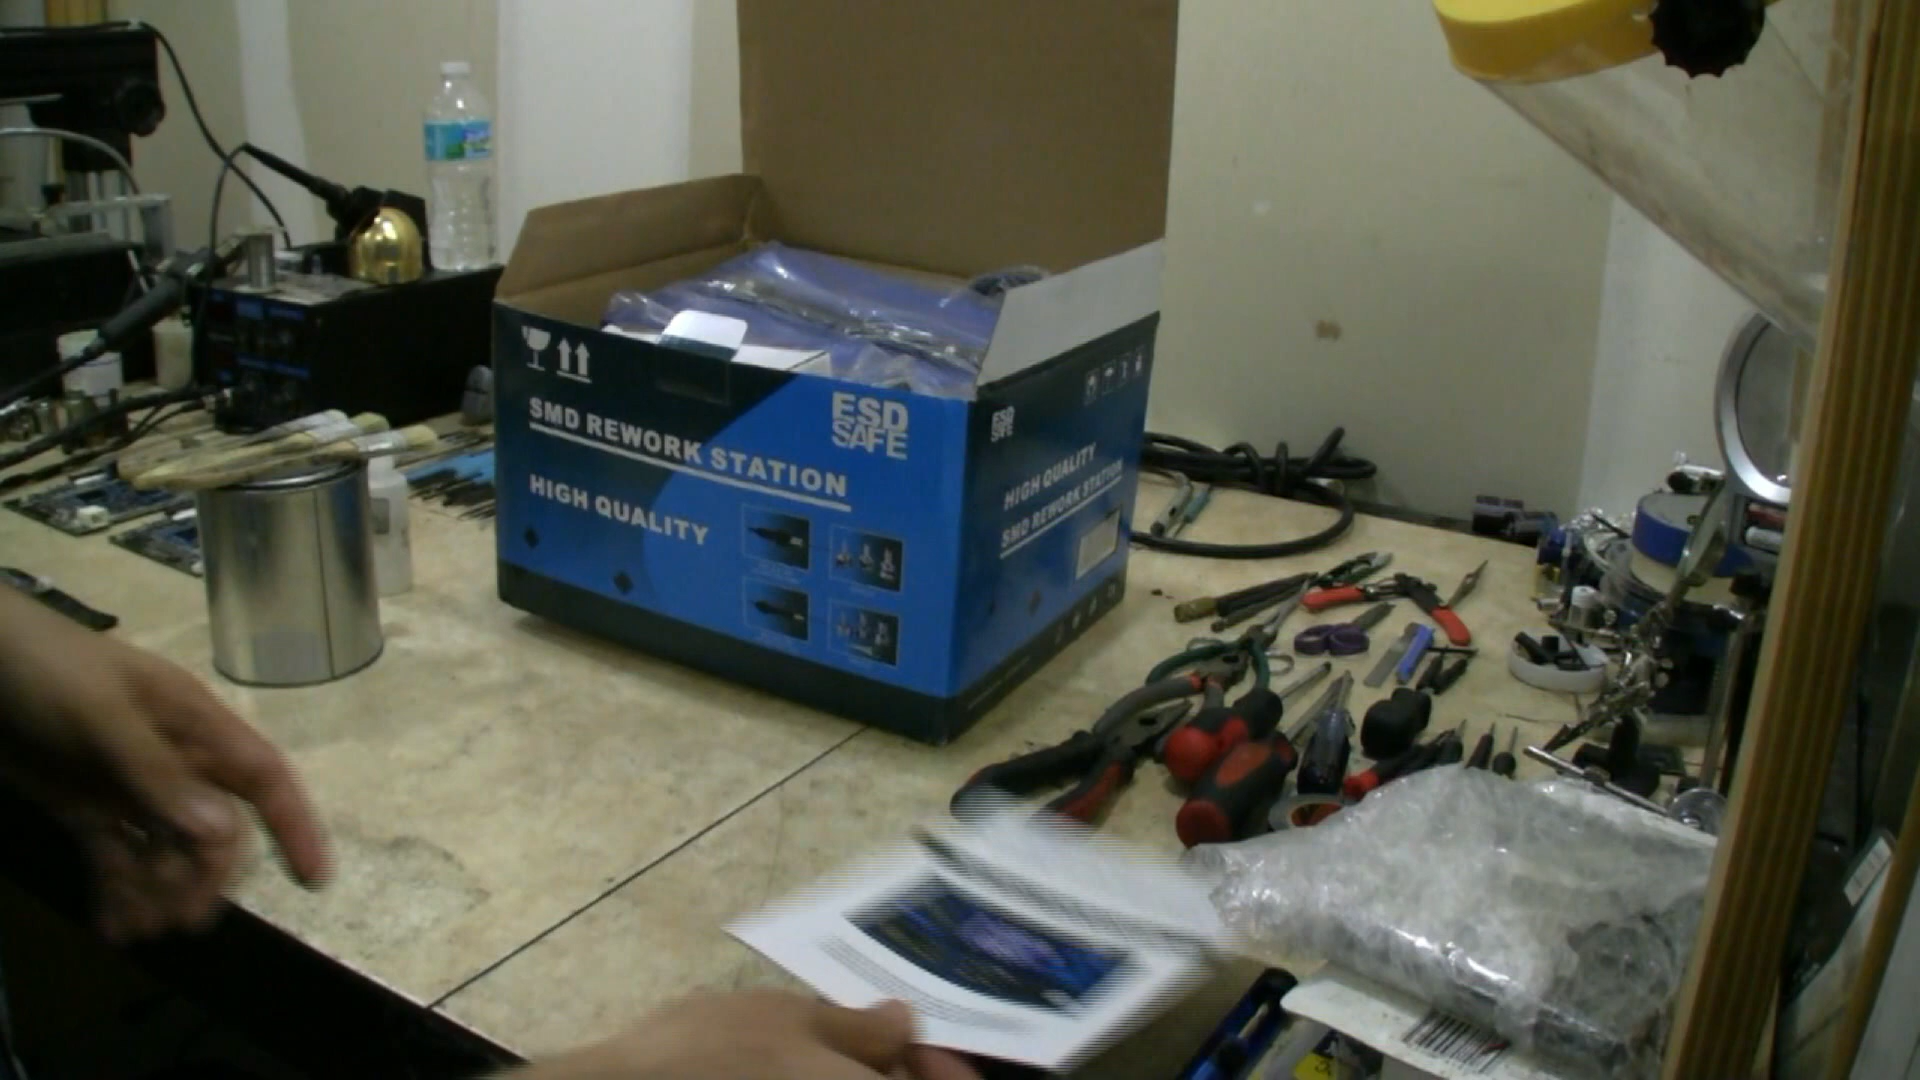 SMD REWORK STATION
HIGH QUALITY
ESD
SAFE
ESD
SAFE
HIGH QUALITY
SMD REWORK STATION